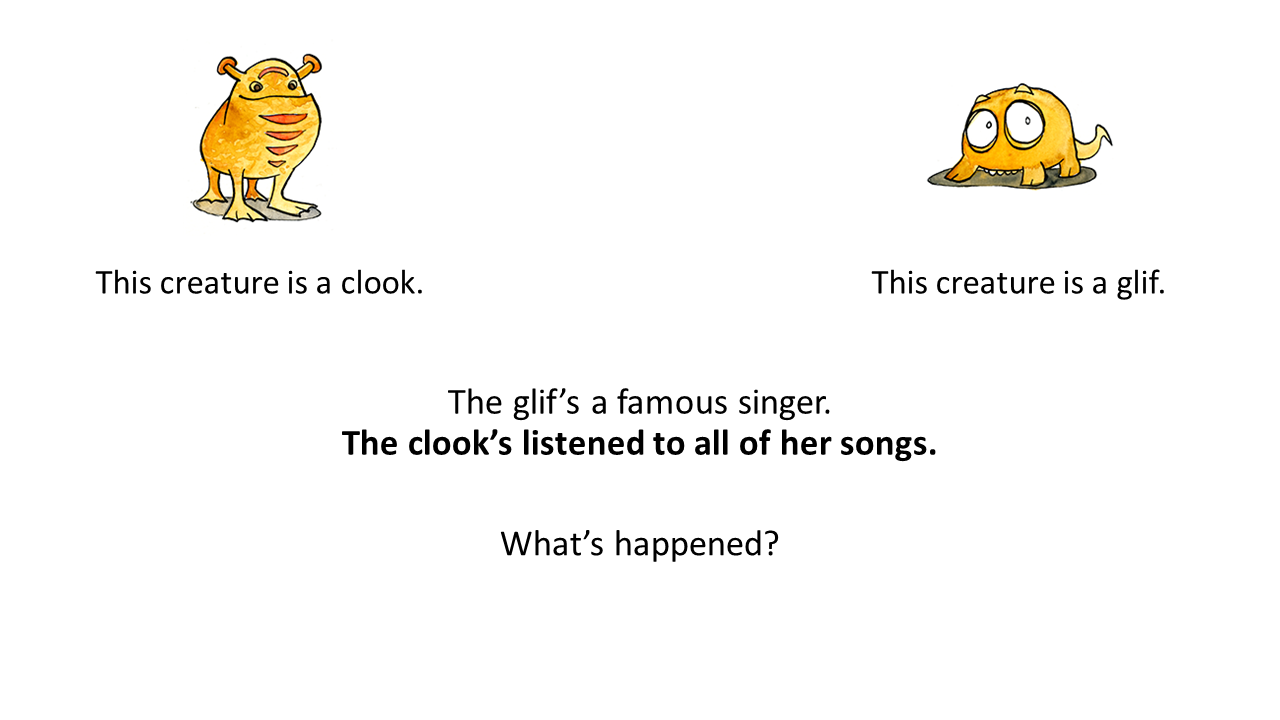 This creature is a clook.
This creature is a glif.
The glif’s a famous singer.
The clook’s listened to all of her songs.
What’s happened?